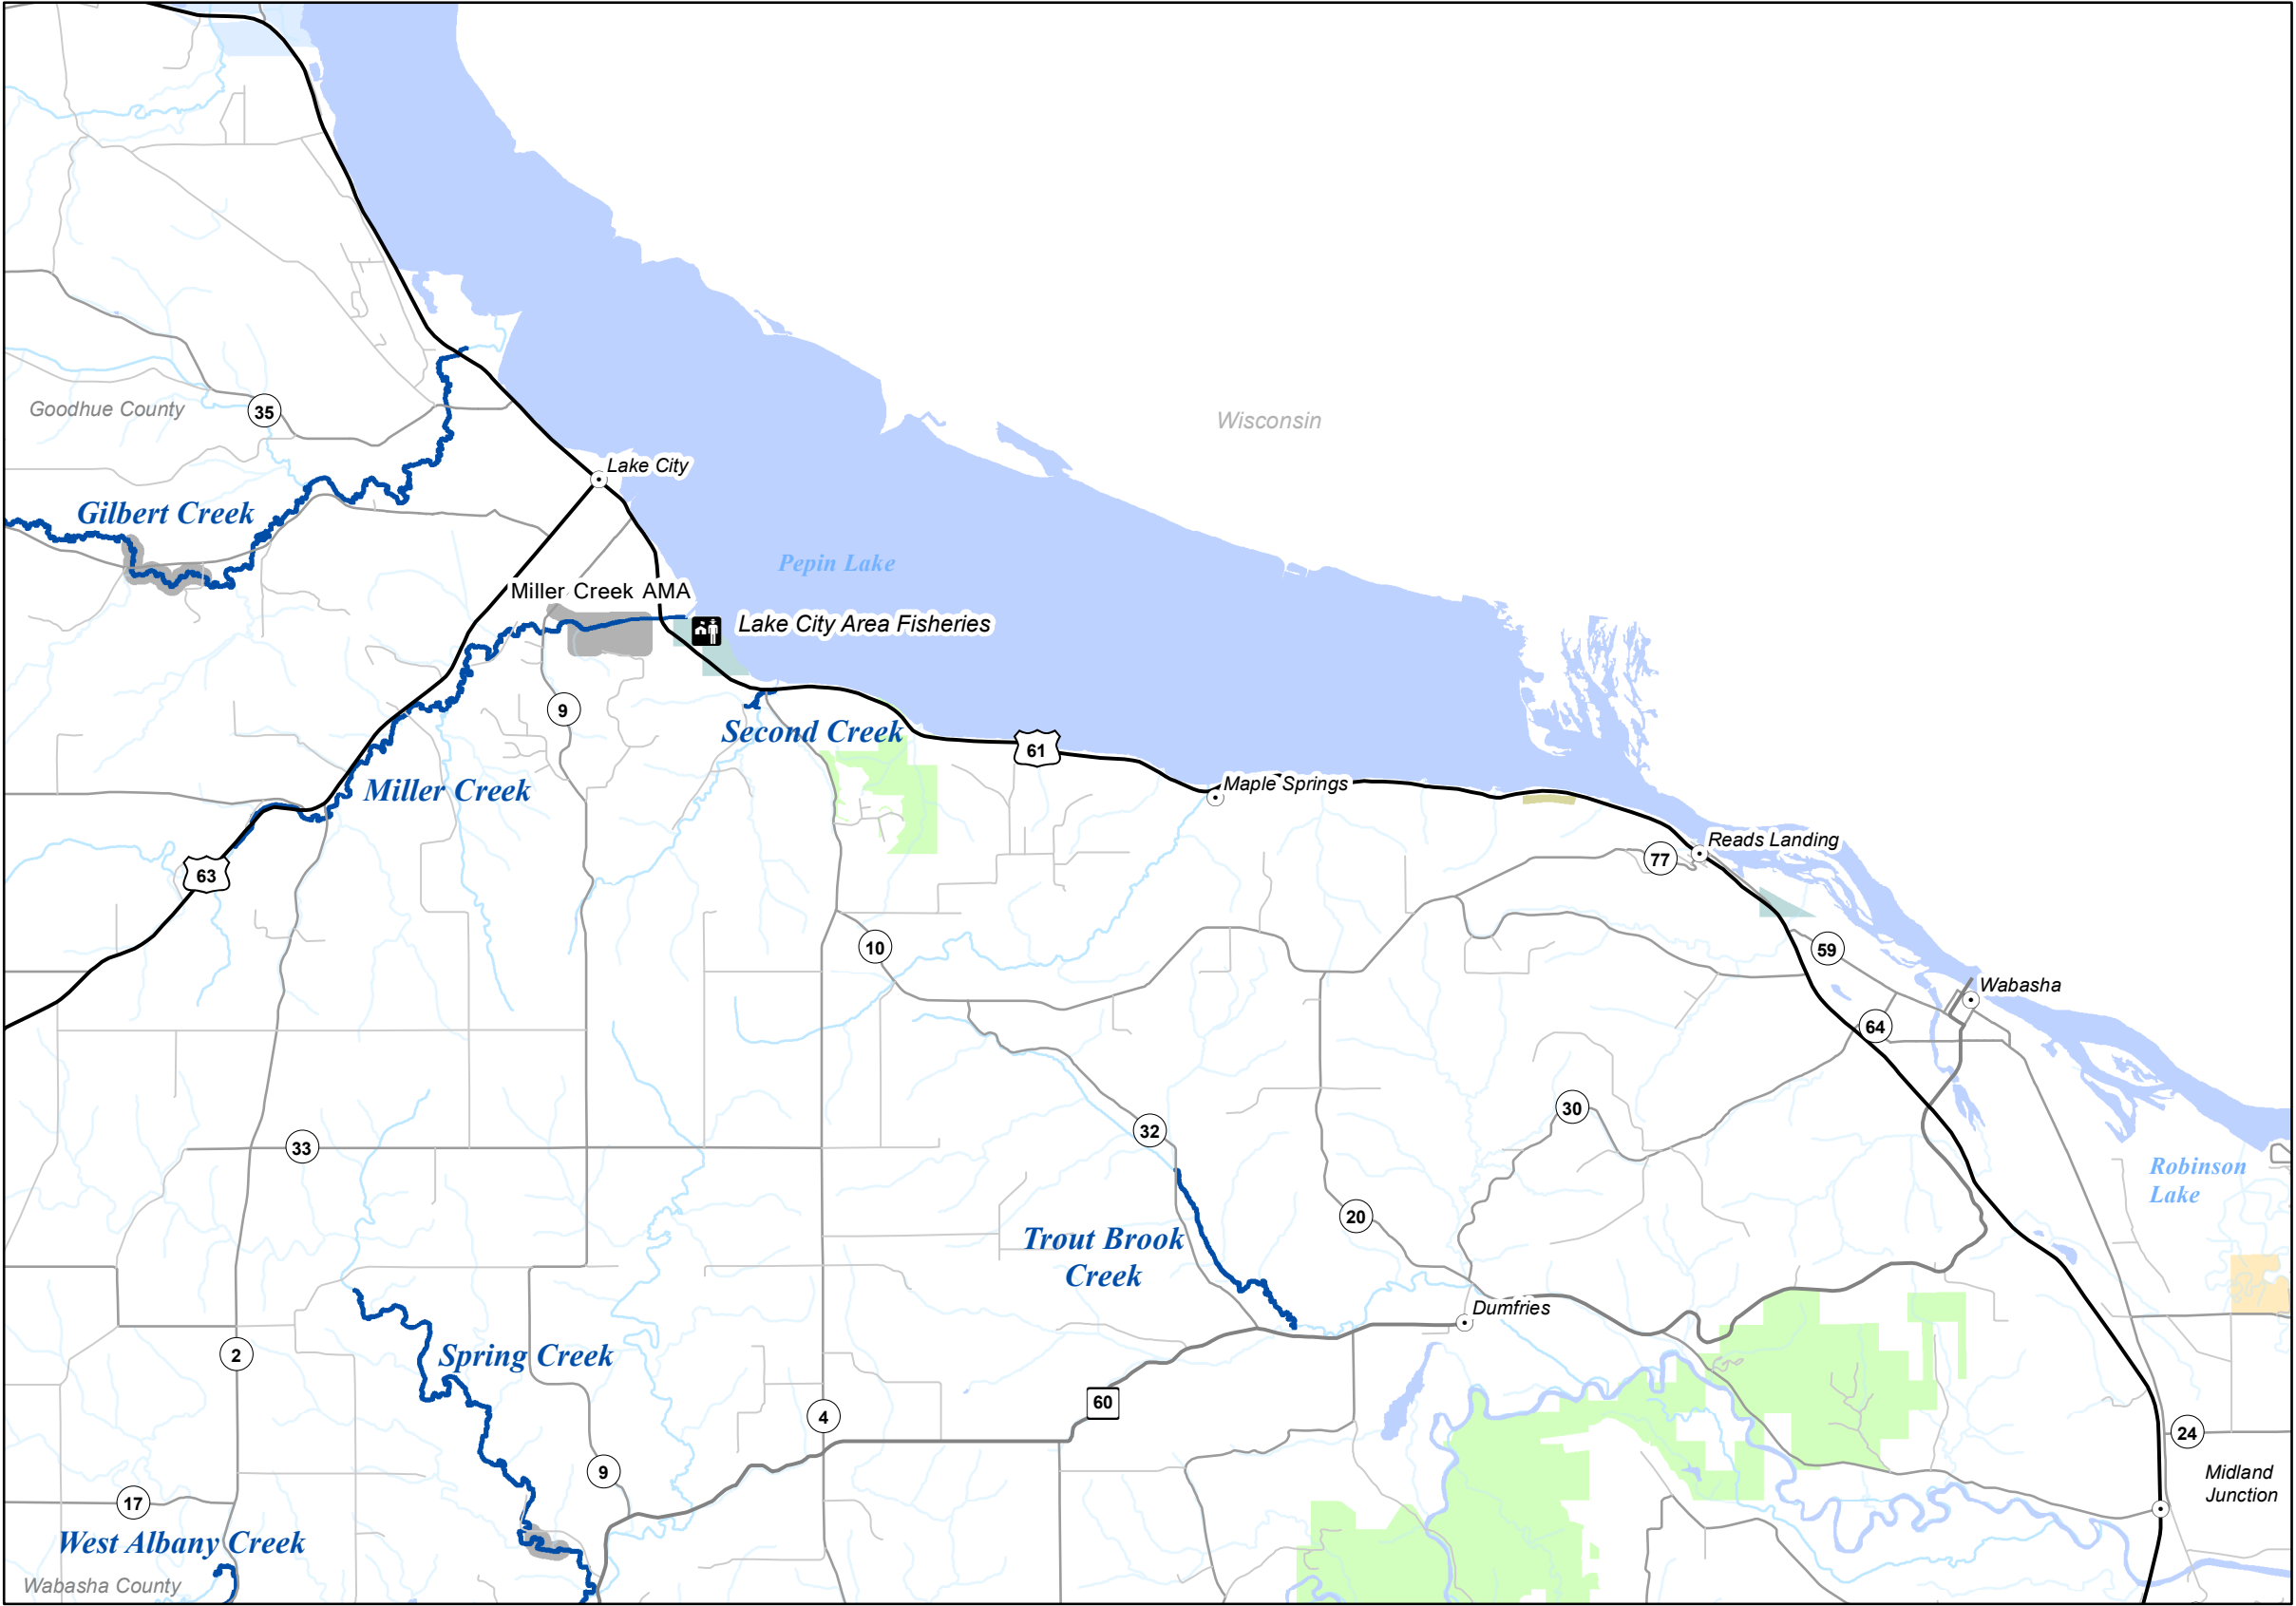 Goodhue County
35
Wisconsin
Lake City
Gilbert Creek
Pepin Lake
Miller Creek AMA
Lake City Area Fisheries
9
Second Creek
61
Miller Creek
Maple Springs
Reads Landing
77
63
10
59
Wabasha
64
30
32
33
Robinson
Lake
20
Trout Brook
Creek
Dumfries
2
Spring Creek
60
4
24
9
Midland
Junction
17
West Albany Creek
Wabasha County